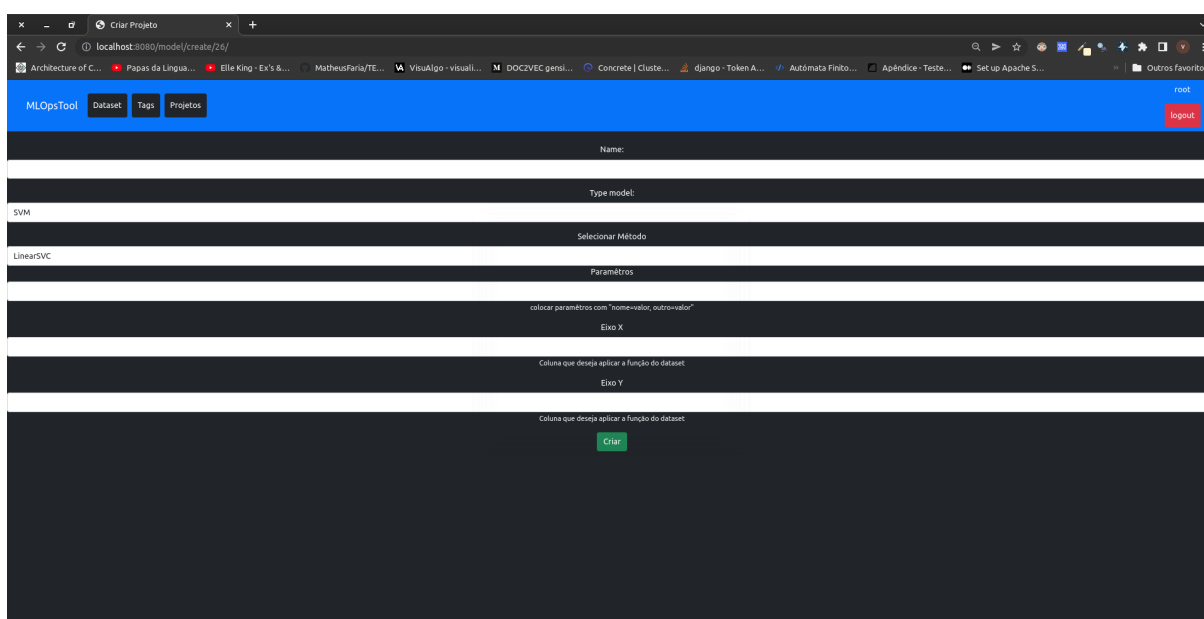 Criar Projeto
localhost:8080/model/create/26/
Architecture of C... Papas da Lingua... Elle King - Ex's &... MatheusFaria/TE... VisuAlgo - visuali... DOC2VEC gensi... Concrete | Cluste... django - Token A... Autómata Finito... Apêndice - Teste... Set up Apache S... » Outros favorito
MLOpsTool Dataset Tags Projetos root
logout
Name:
Type model:
SVM
Selecionar Método
LinearSVC
Paramêtros
colocar paramêtros com "nome=valor, outro=valor"
Eixo X
Coluna que deseja aplicar a função do dataset
Eixo Y
Coluna que deseja aplicar a função do dataset
Criar